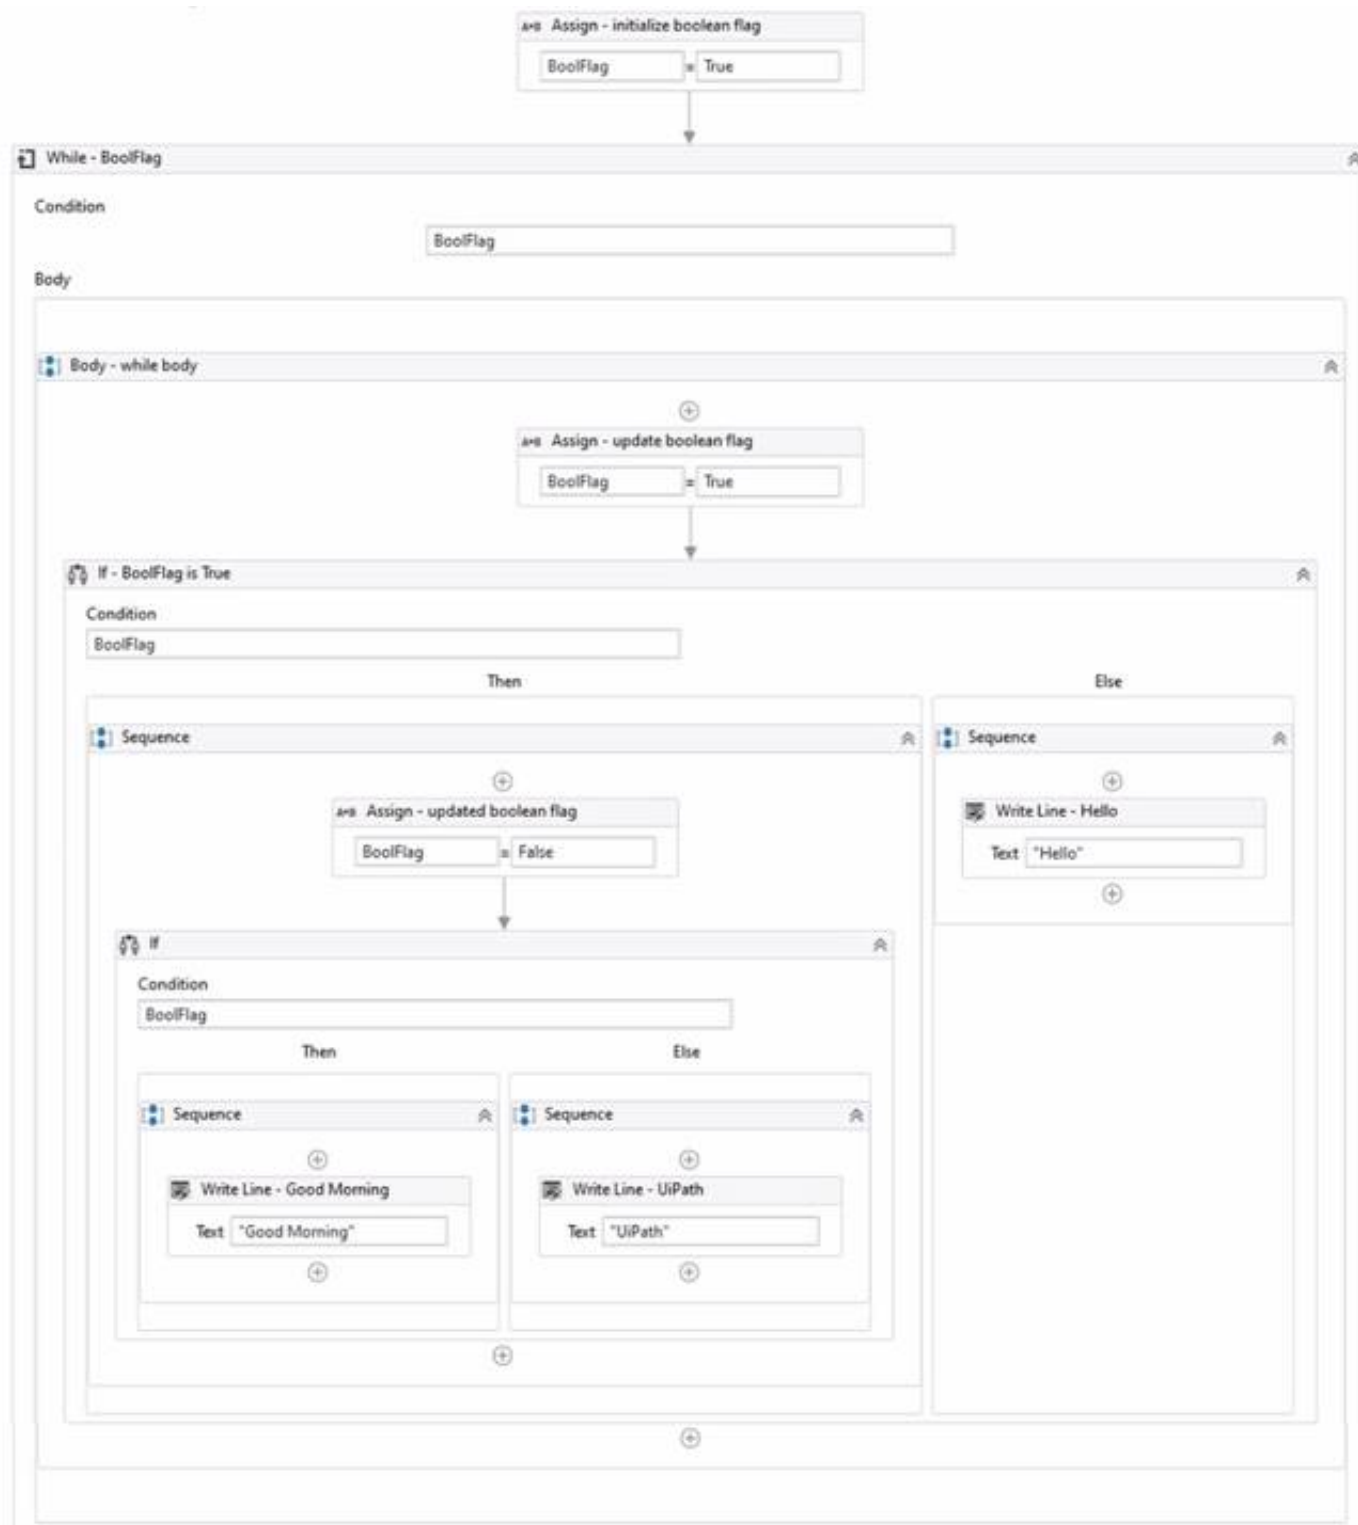 A+B Assign - initialize boolean flag
BoolFlag = True
While - BoolFlag
Condition
BoolFlag
Body
Body - while body
A+B Assign - update boolean flag
BoolFlag = True
If - BoolFlag is True
Condition
BoolFlag
Then Else
Sequence Sequence
A+B Assign - updated boolean flag Write Line - Hello
BoolFlag = False Text "Hello"
If
Condition
BoolFlag
Then Else
Sequence Sequence
Write Line - Good Morning Write Line - UiPath
Text "Good Morning" Text "UiPath"